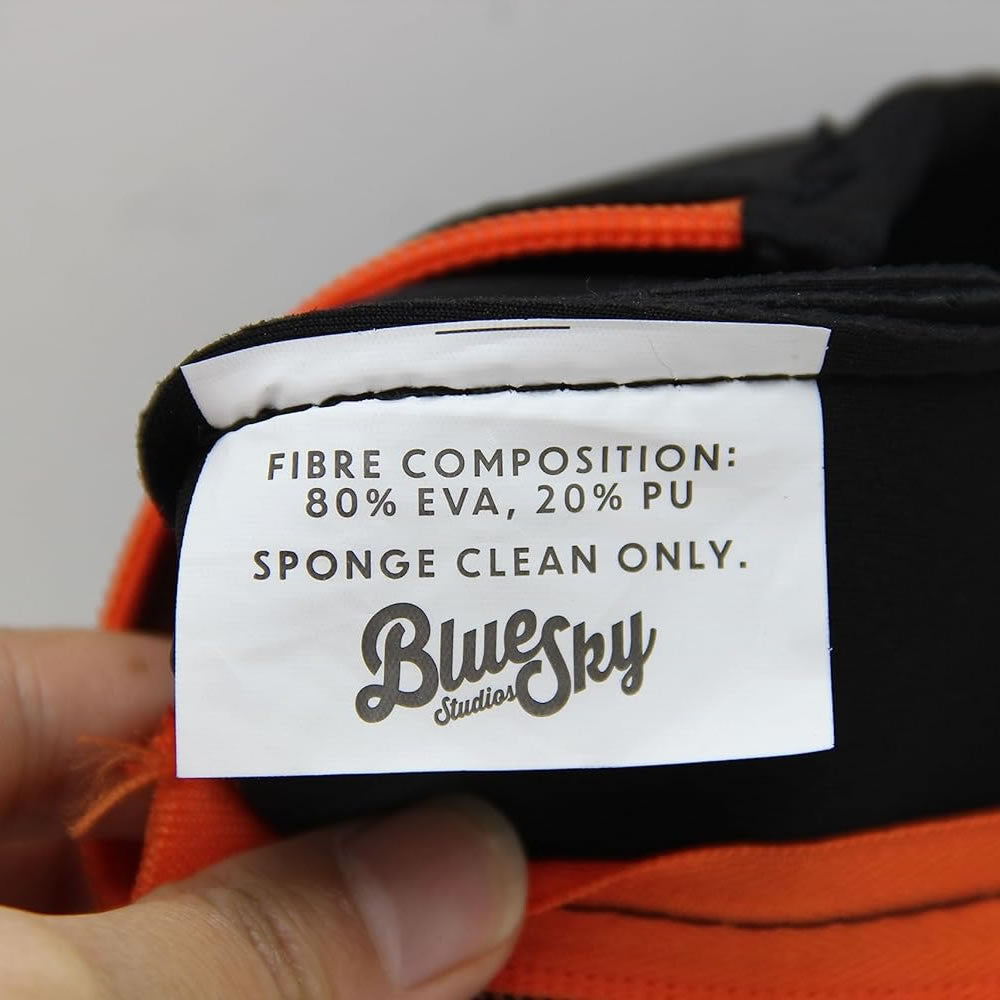 FIBRE COMPOSITION:
80% EVA, 20% PU
SPONGE CLEAN ONLY.
BlueSky
Studios